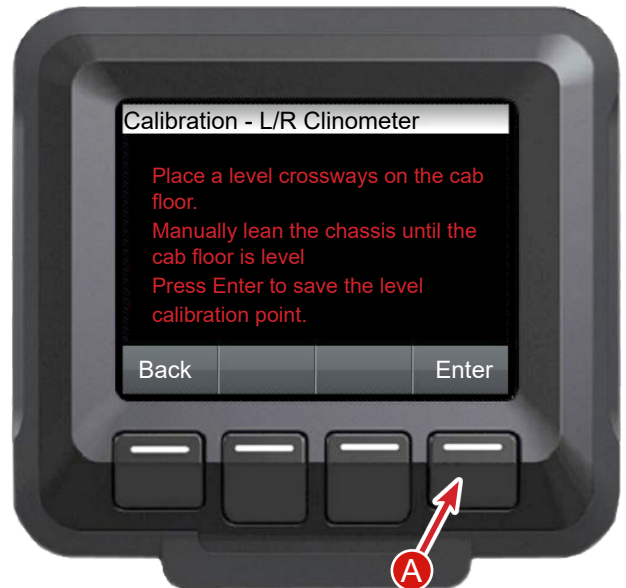 Calibration - L/R Clinometer
Place a level crossways on the cab
floor.
Manually lean the chassis until the
cab floor is level
Press Enter to save the level
calibration point.
Back
Enter
A